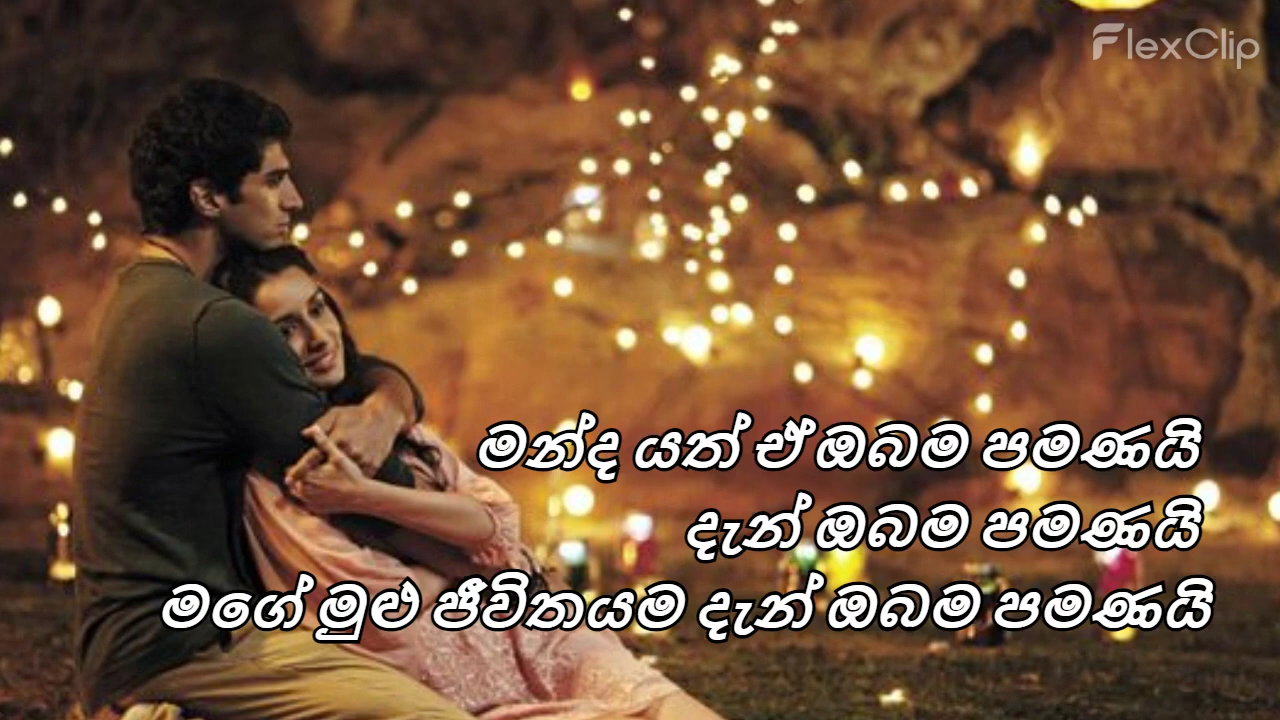 FlexClip
මන්ද යත් ඒ ඔබම පමණයි
දැන් ඔබම පමණයි
මගේ මුළු ජීවිතයම දැන් ඔබම පමණයි